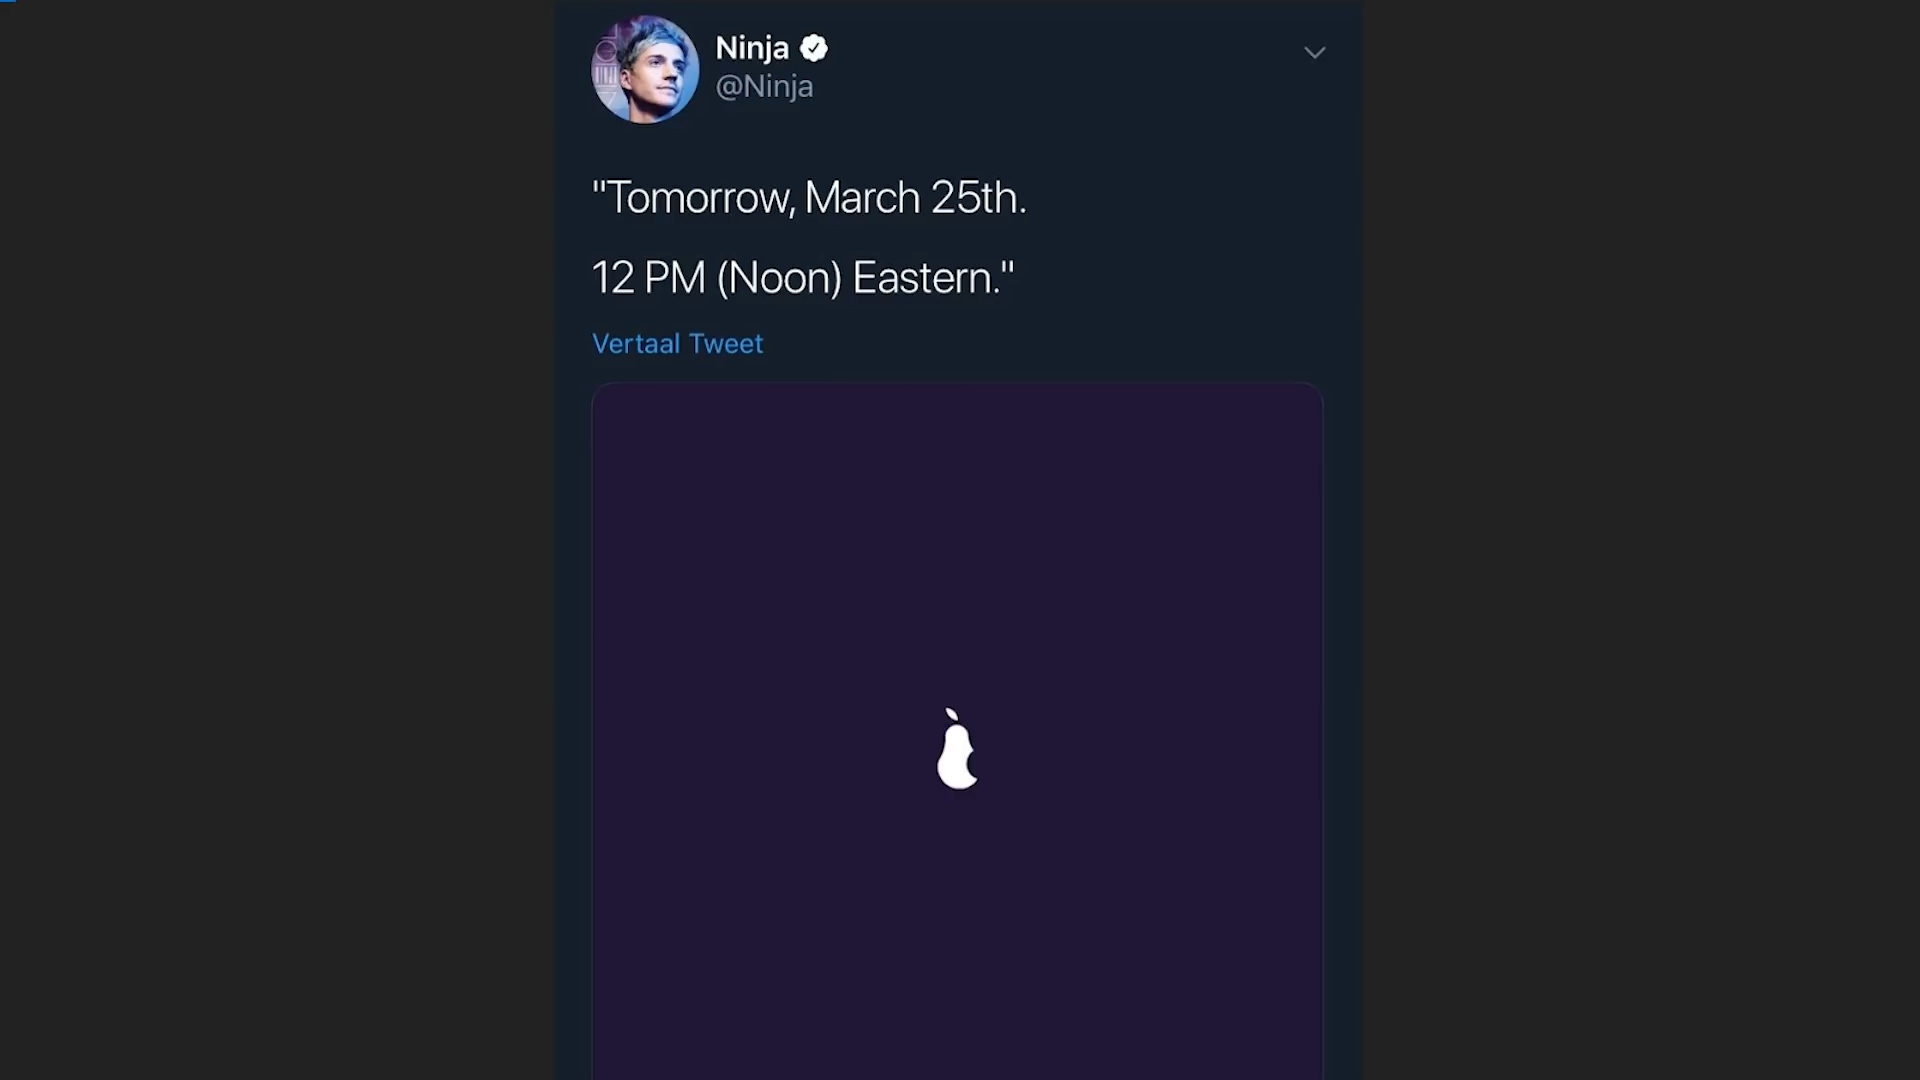 Ninja
@Ninja
"Tomorrow, March 25th.
12 PM (Noon) Eastern."
Vertaal Tweet